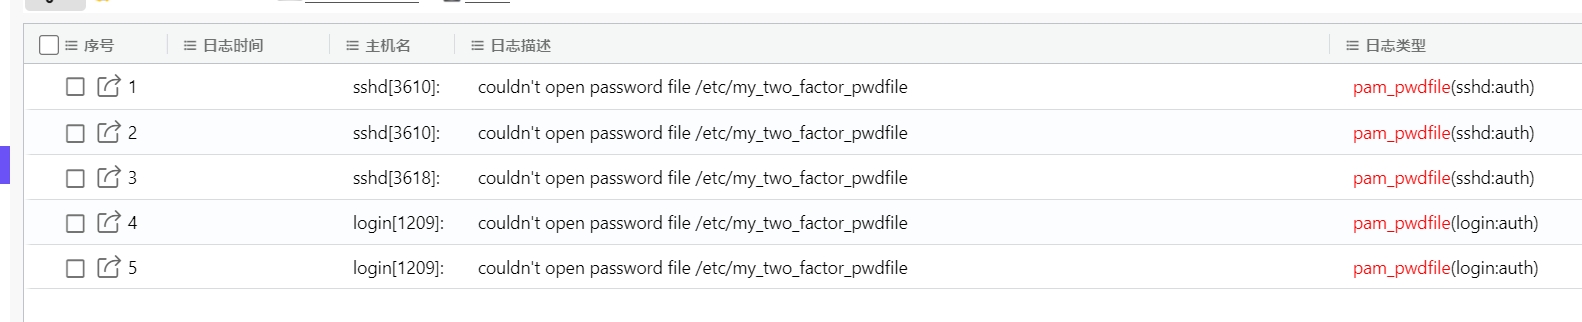 序号 日志时间 主机名 日志描述 日志类型
1 sshd[3610]: couldn't open password file /etc/my_two_factor_pwdfile pam_pwdfile(sshd:auth)
2 sshd[3610]: couldn't open password file /etc/my_two_factor_pwdfile pam_pwdfile(sshd:auth)
3 sshd[3618]: couldn't open password file /etc/my_two_factor_pwdfile pam_pwdfile(sshd:auth)
4 login[1209]: couldn't open password file /etc/my_two_factor_pwdfile pam_pwdfile(login:auth)
5 login[1209]: couldn't open password file /etc/my_two_factor_pwdfile pam_pwdfile(login:auth)